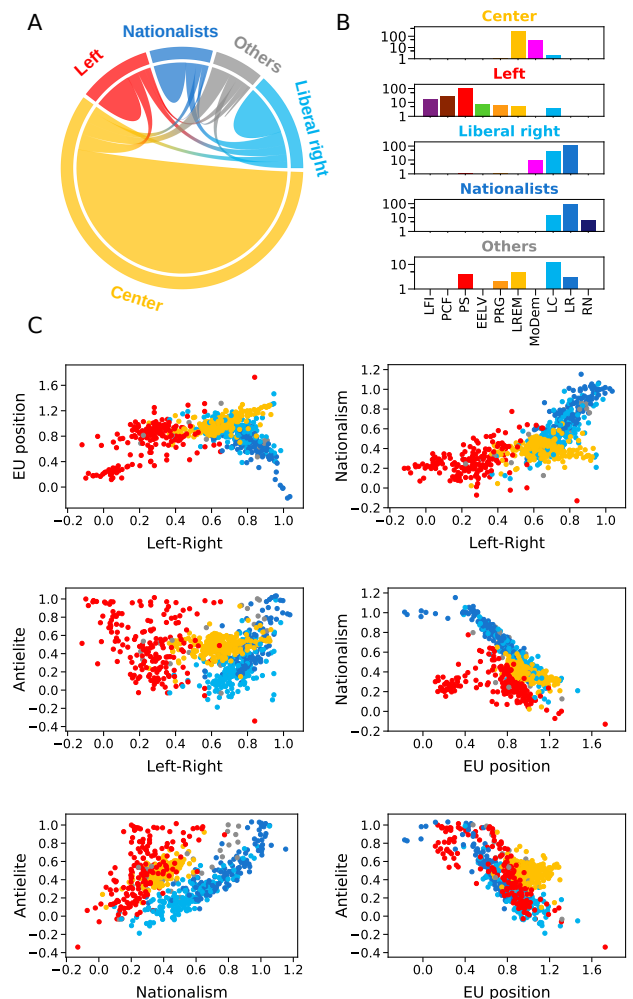 A
Nationalists
Others
Left
Liberal right
Center
B
Center
100
10
1
Left
100
10
1
Liberal right
100
10
1
Nationalists
100
10
1
Others
10
1
LFI
PCF
PS
EELV
PRG
LREM
MoDem
LC
LR
RN
C
EU position
1.6
1.2
0.8
0.4
0.0
−0.2 0.0 0.2 0.4 0.6 0.8 1.0
Left-Right
Nationalism
1.2
1.0
0.8
0.6
0.4
0.2
0.0
−0.2
−0.2 0.0 0.2 0.4 0.6 0.8 1.0
Left-Right
Antielite
1.0
0.8
0.6
0.4
0.2
0.0
−0.2
−0.4
−0.2 0.0 0.2 0.4 0.6 0.8 1.0
Left-Right
Nationalism
1.2
1.0
0.8
0.6
0.4
0.2
0.0
−0.2
0.0 0.4 0.8 1.2 1.6
EU position
Antielite
1.0
0.8
0.6
0.4
0.2
0.0
−0.2
−0.4
0.0 0.2 0.4 0.6 0.8 1.0 1.2
Nationalism
Antielite
1.0
0.8
0.6
0.4
0.2
0.0
−0.2
−0.4
0.0 0.4 0.8 1.2 1.6
EU position